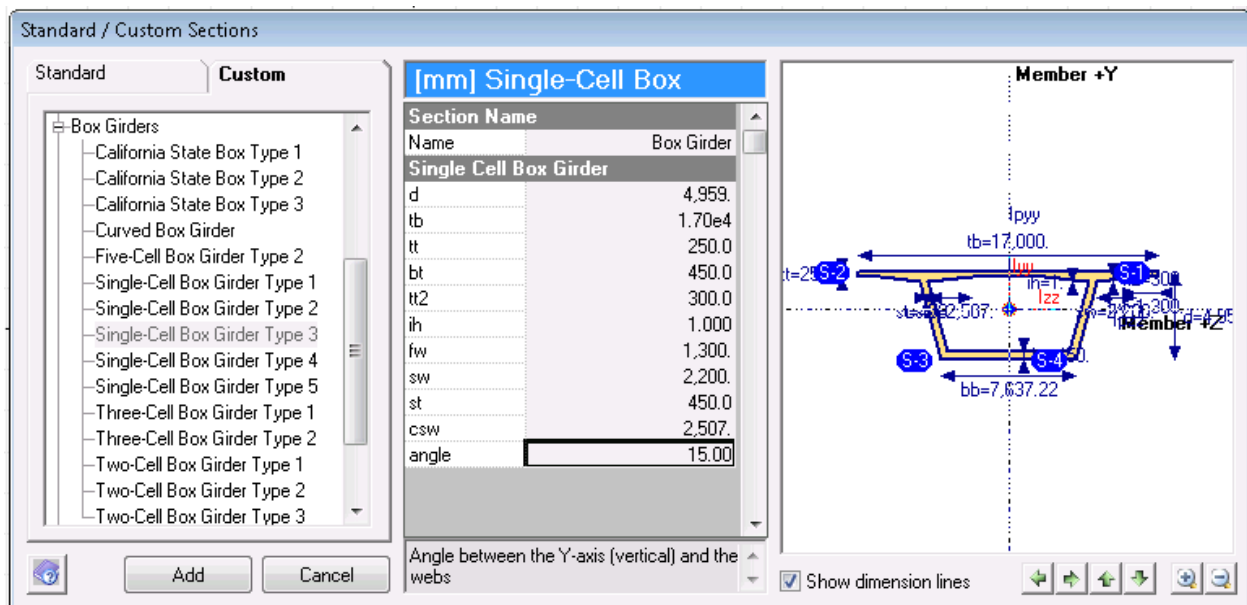 Standard / Custom Sections
Standard
Custom
Box Girders
California State Box Type 1
California State Box Type 2
California State Box Type 3
Curved Box Girder
Five-Cell Box Girder Type 2
Single-Cell Box Girder Type 1
Single-Cell Box Girder Type 2
Single-Cell Box Girder Type 3
Single-Cell Box Girder Type 4
Single-Cell Box Girder Type 5
Three-Cell Box Girder Type 1
Three-Cell Box Girder Type 2
Two-Cell Box Girder Type 1
Two-Cell Box Girder Type 2
Two-Cell Box Girder Type 3
Add
Cancel
[mm] Single-Cell Box
Section Name
Name Box Girder
Single Cell Box Girder
d 4,959.
tb 1.70e4
tt 250.0
bt 450.0
tt2 300.0
ih 1.000
fw 1,300.
sw 2,200.
st 450.0
csw 2,507.
angle 15.00
Angle between the Y-axis (vertical) and the
webs
Member +Y
Ipyy
tb=17,000.
S-2
Iyy
S-1
ih=1.
Izz
Member +Z
S-3
S-4
bb=7,637.22
Show dimension lines